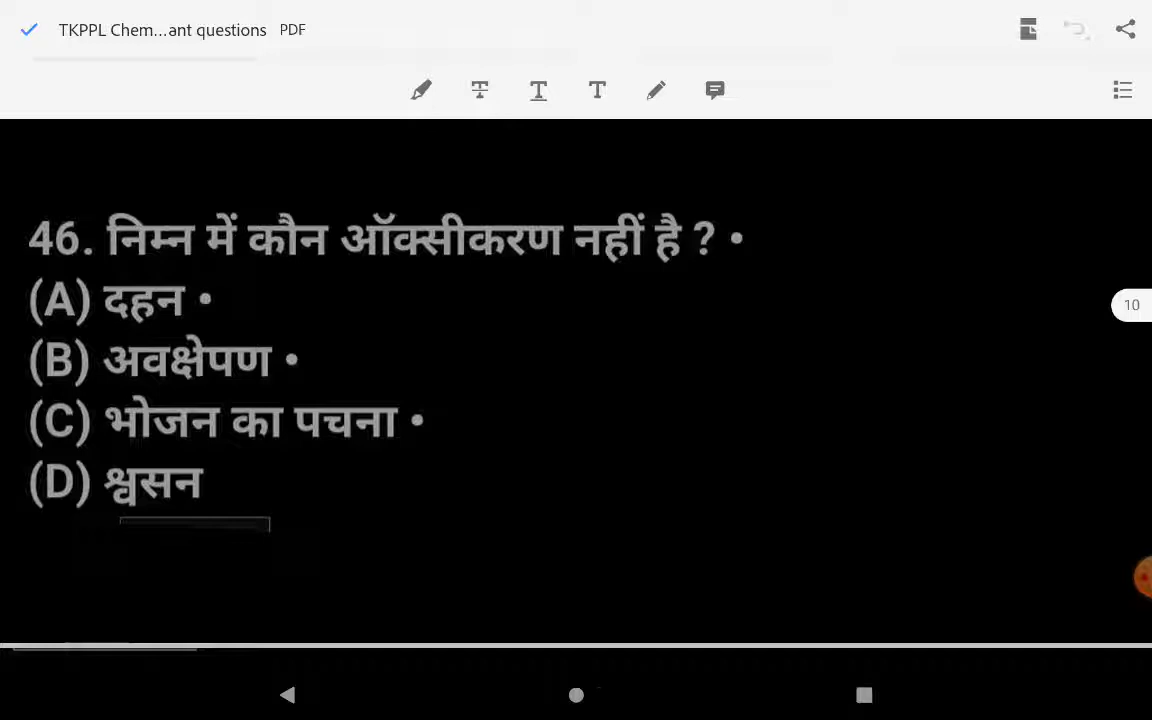 TKPPL Chem...ant questions PDF
46. निम्न में कौन ऑक्सीकरण नहीं है ? •
(A) दहन •
(B) अवक्षेपण •
(C) भोजन का पचना •
(D) श्वसन
10